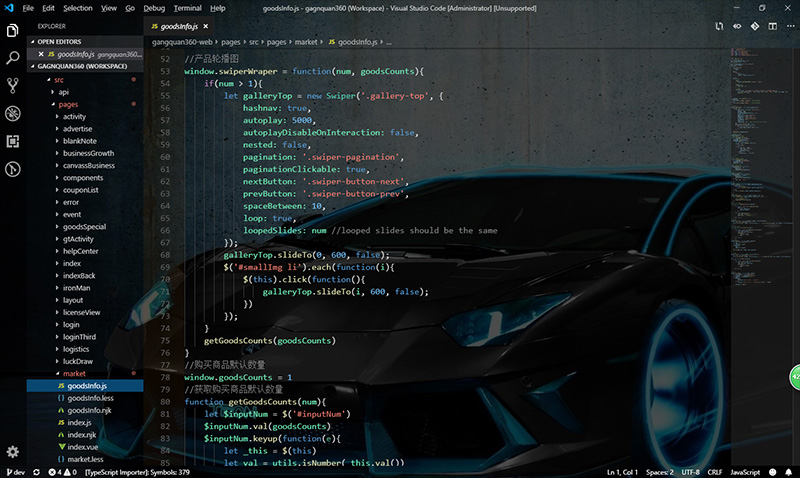 File Edit Selection View Go Debug Terminal Help
goodsInfo.js - gagnquan360 (Workspace) - Visual Studio Code [Administrator] [Unsupported]
EXPLORER
OPEN EDITORS
JS goodsInfo.js gangquan360...
GAGNQUAN360 (WORKSPACE)
src
api
pages
activity
advertise
blankNote
businessGrowth
canvassBusiness
components
couponList
error
event
goodsSpecial
gtActivity
helpCenter
index
indexBack
ironMan
layout
licenseView
login
loginThird
logistics
luckDraw
market
JS goodsInfo.js
goodsInfo.less
goodsInfo.njk
JS index.js
index.njk
index.vue
market.less
JS goodsInfo.js
gangquan360-web › pages › src › pages › market › JS goodsInfo.js › ...
52 //产品轮播图
53 window.swiperWraper = function(num, goodsCounts){
54 if(num > 1){
55 let galleryTop = new Swiper('.gallery-top', {
56 hashnav: true,
57 autoplay: 5000,
58 autoplayDisableOnInteraction: false,
59 nested: false,
60 pagination: '.swiper-pagination',
61 paginationClickable: true,
62 nextButton: '.swiper-button-next',
63 prevButton: '.swiper-button-prev',
64 spaceBetween: 10,
65 loop: true,
66 loopedSlides: num //looped slides should be the same
67 });
68 galleryTop.slideTo(0, 600, false);
69 $('#smallImg li').each(function(i){
70 $(this).click(function(){
71 galleryTop.slideTo(i, 600, false);
72 })
73 });
74 }
75 getGoodsCounts(goodsCounts)
76 }
77 //购买商品默认数量
78 window.goodsCounts = 1
79 //获取购买商品默认数量
80 function getGoodsCounts(num){
81 let $inputNum = $('#inputNum')
82 $inputNum.val(goodsCounts)
83 $inputNum.keyup(function(e){
84 let _this = $(this)
85 let val = utils.isNumber(_this.val())
42
dev 4 0 [TypeScript Importer]: Symbols: 379
Ln 1, Col 1 Spaces: 2 UTF-8 CRLF JavaScript